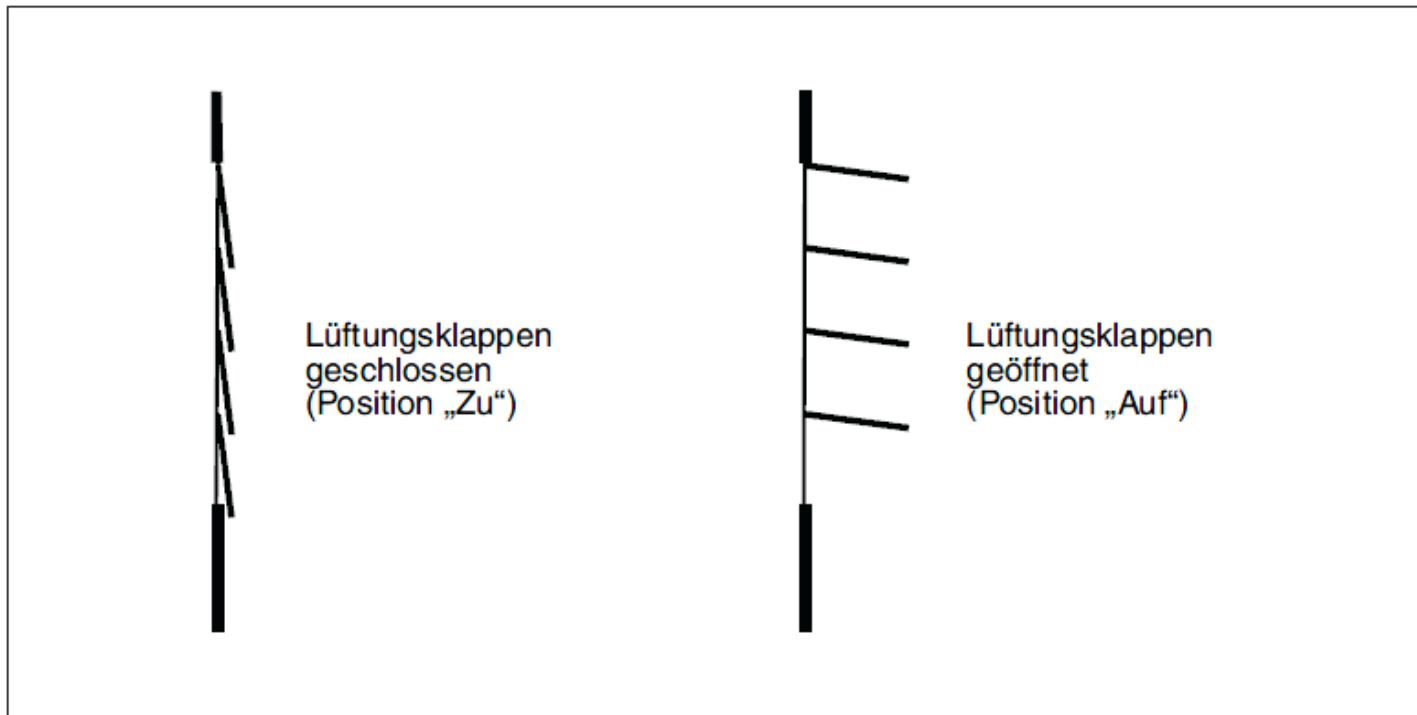 Lüftungsklappen
geschlossen
(Position „Zu“)
Lüftungsklappen
geöffnet
(Position „Auf“)